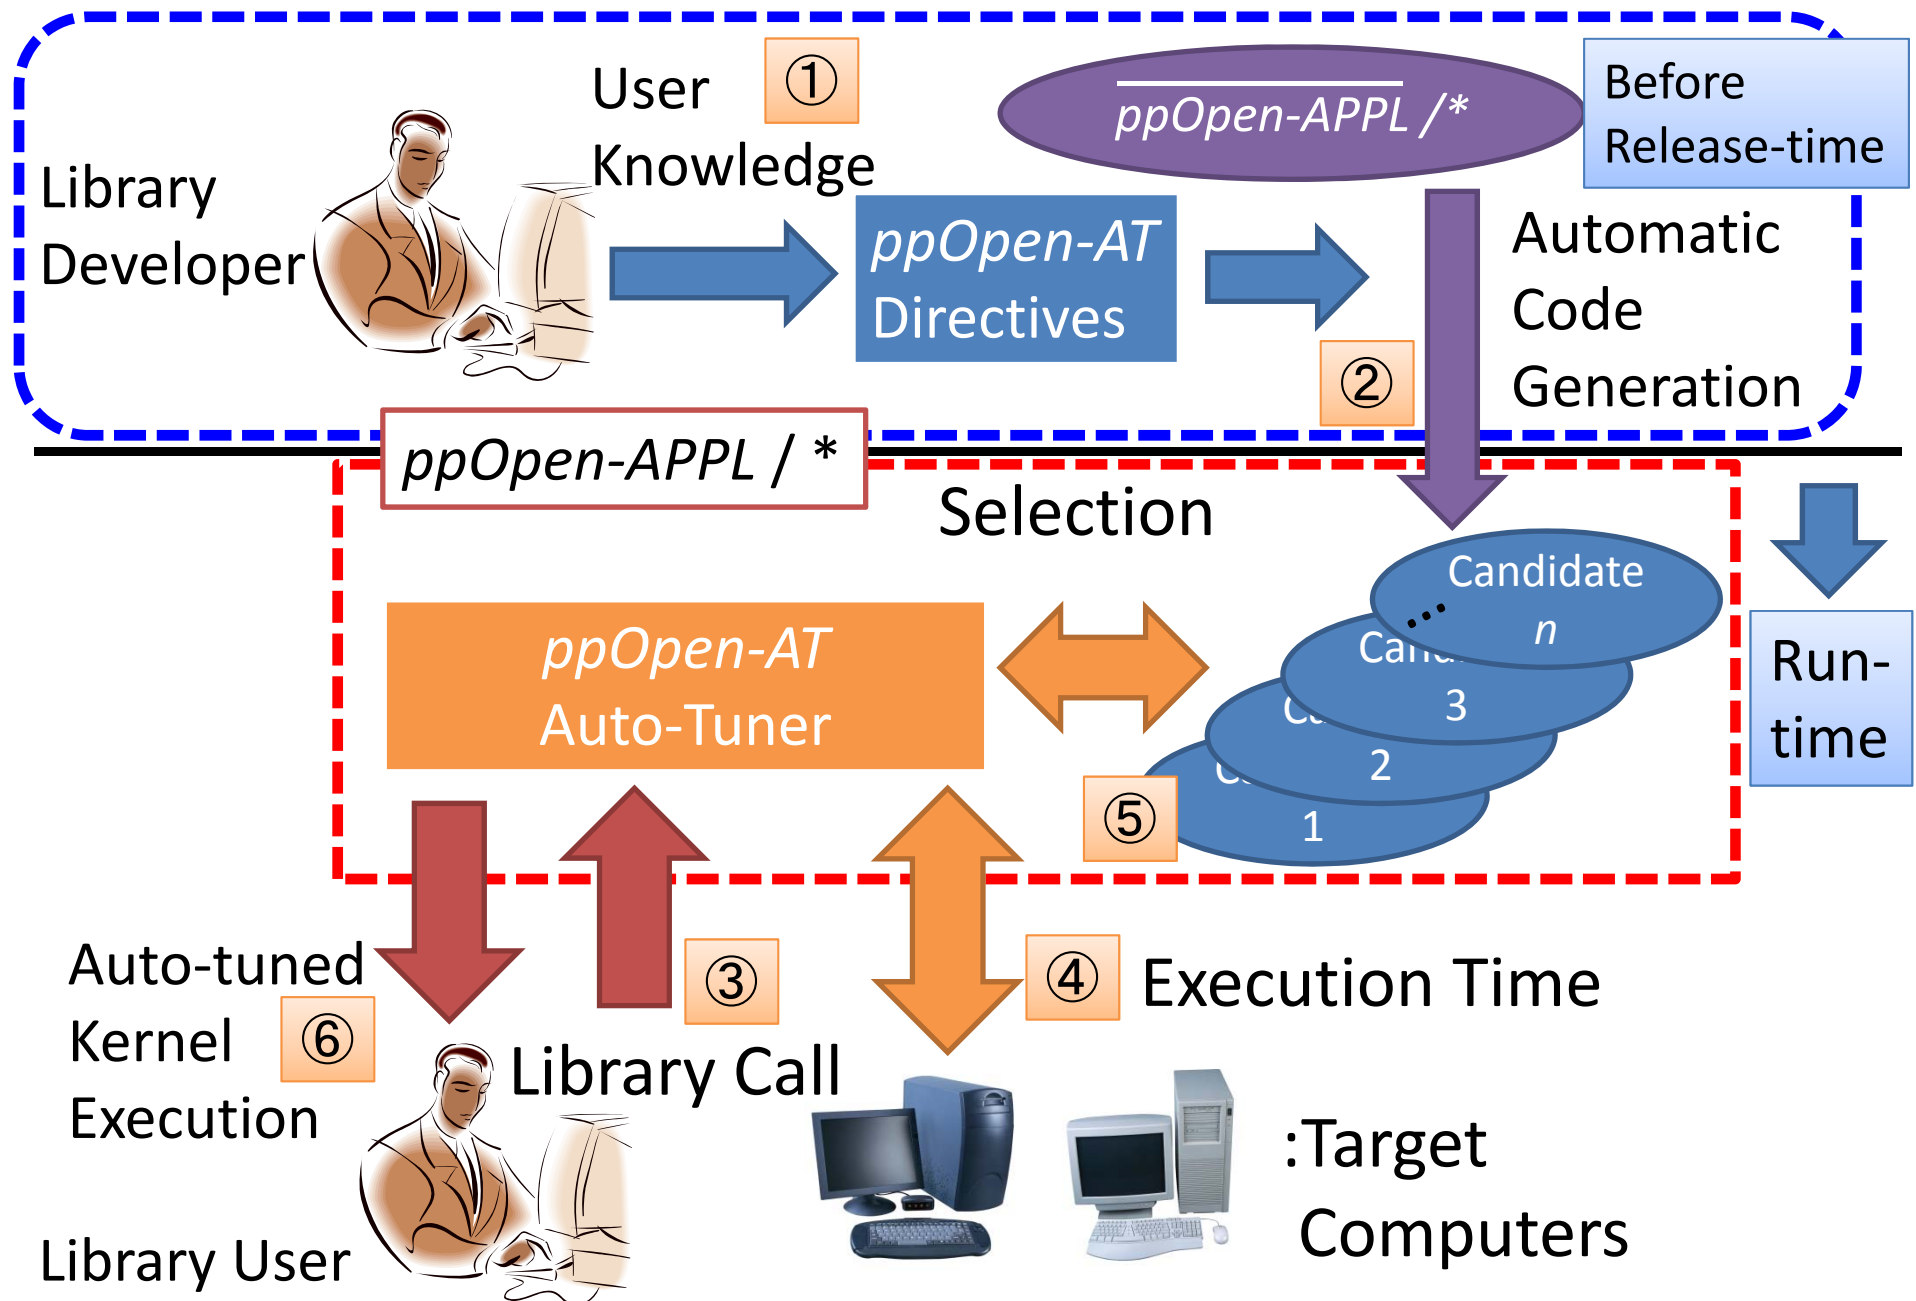 User
Knowledge
①
ppOpen-APPL /*
Before
Release-time
Library
Developer
ppOpen-AT
Directives
Automatic
Code
Generation
②
ppOpen-APPL / *
Selection
Candidate
n
3
2
1
ppOpen-AT
Auto-Tuner
Run-
time
⑤
Auto-tuned
Kernel
Execution
⑥
③
Library Call
④
Execution Time
:Target
Computers
Library User